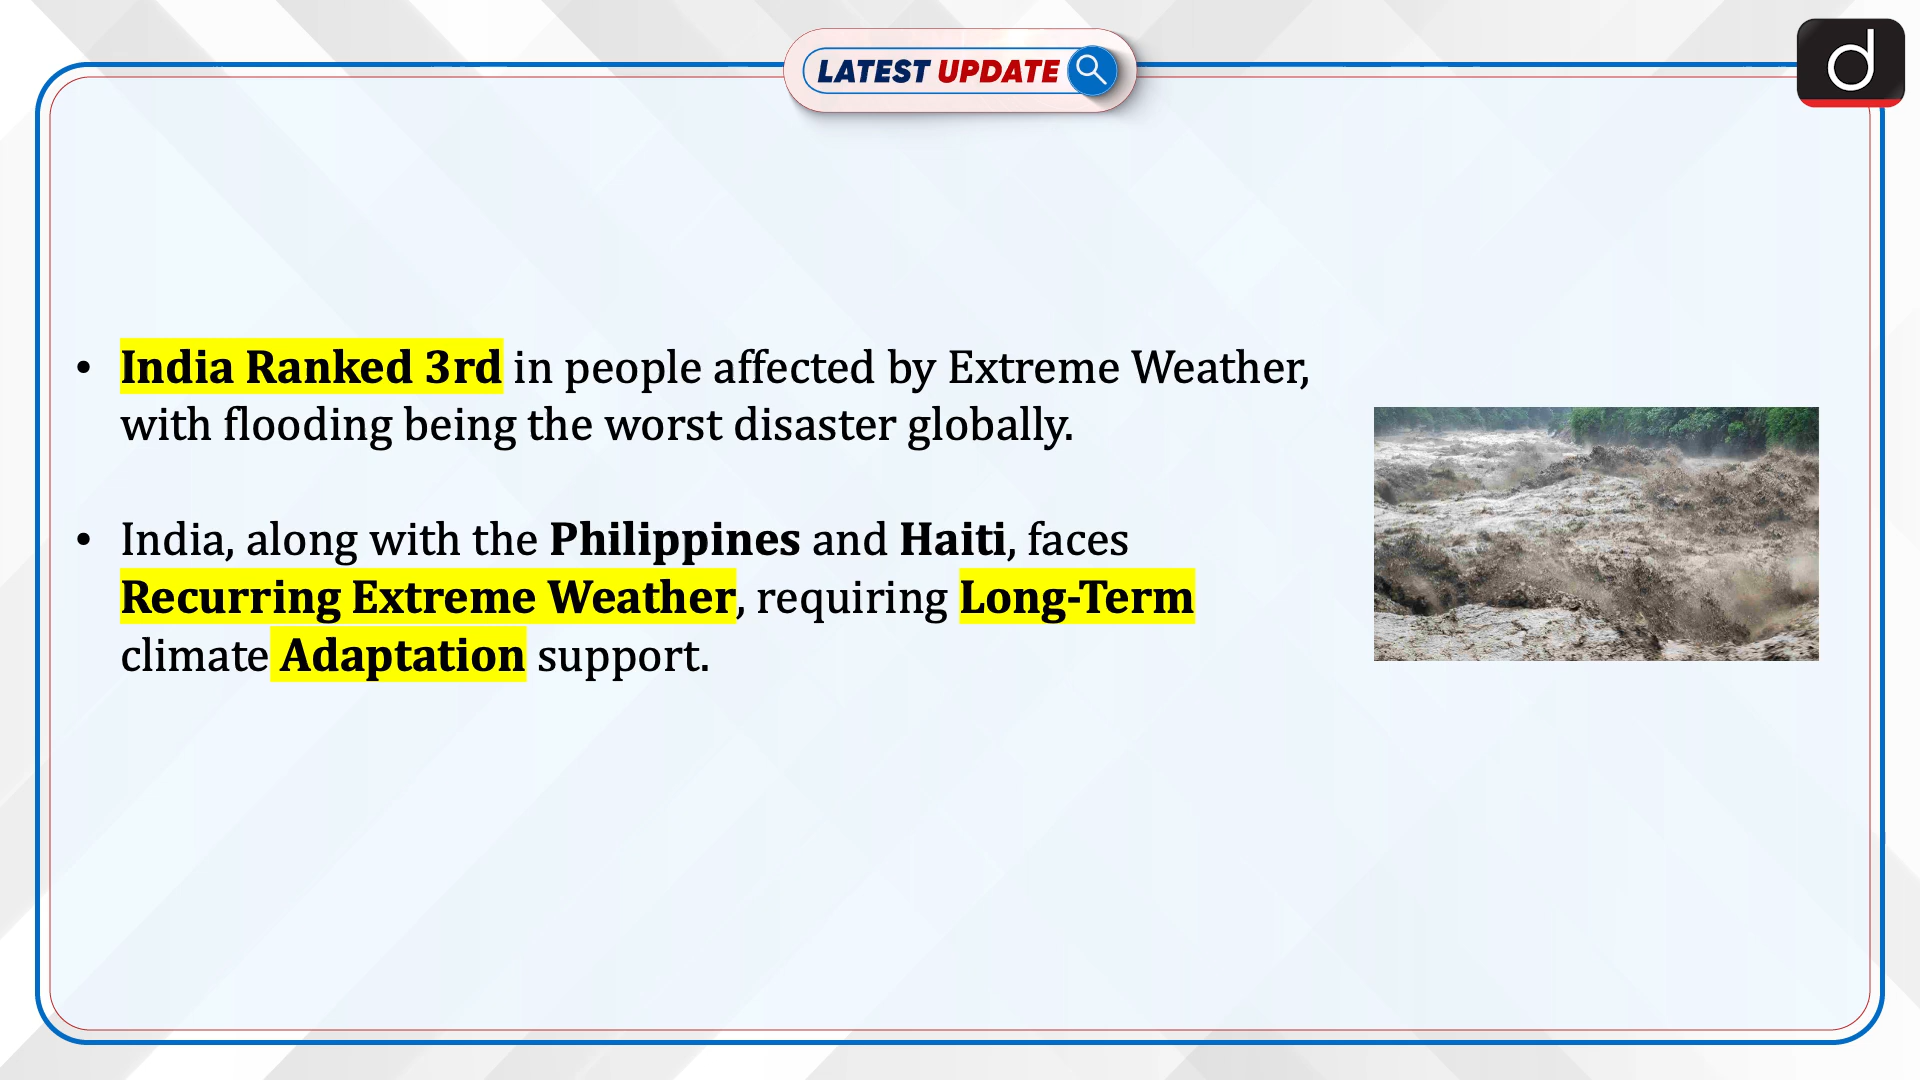 LATEST UPDATE
d
• India Ranked 3rd in people affected by Extreme Weather,
with flooding being the worst disaster globally.
• India, along with the Philippines and Haiti, faces
Recurring Extreme Weather, requiring Long-Term
climate Adaptation support.